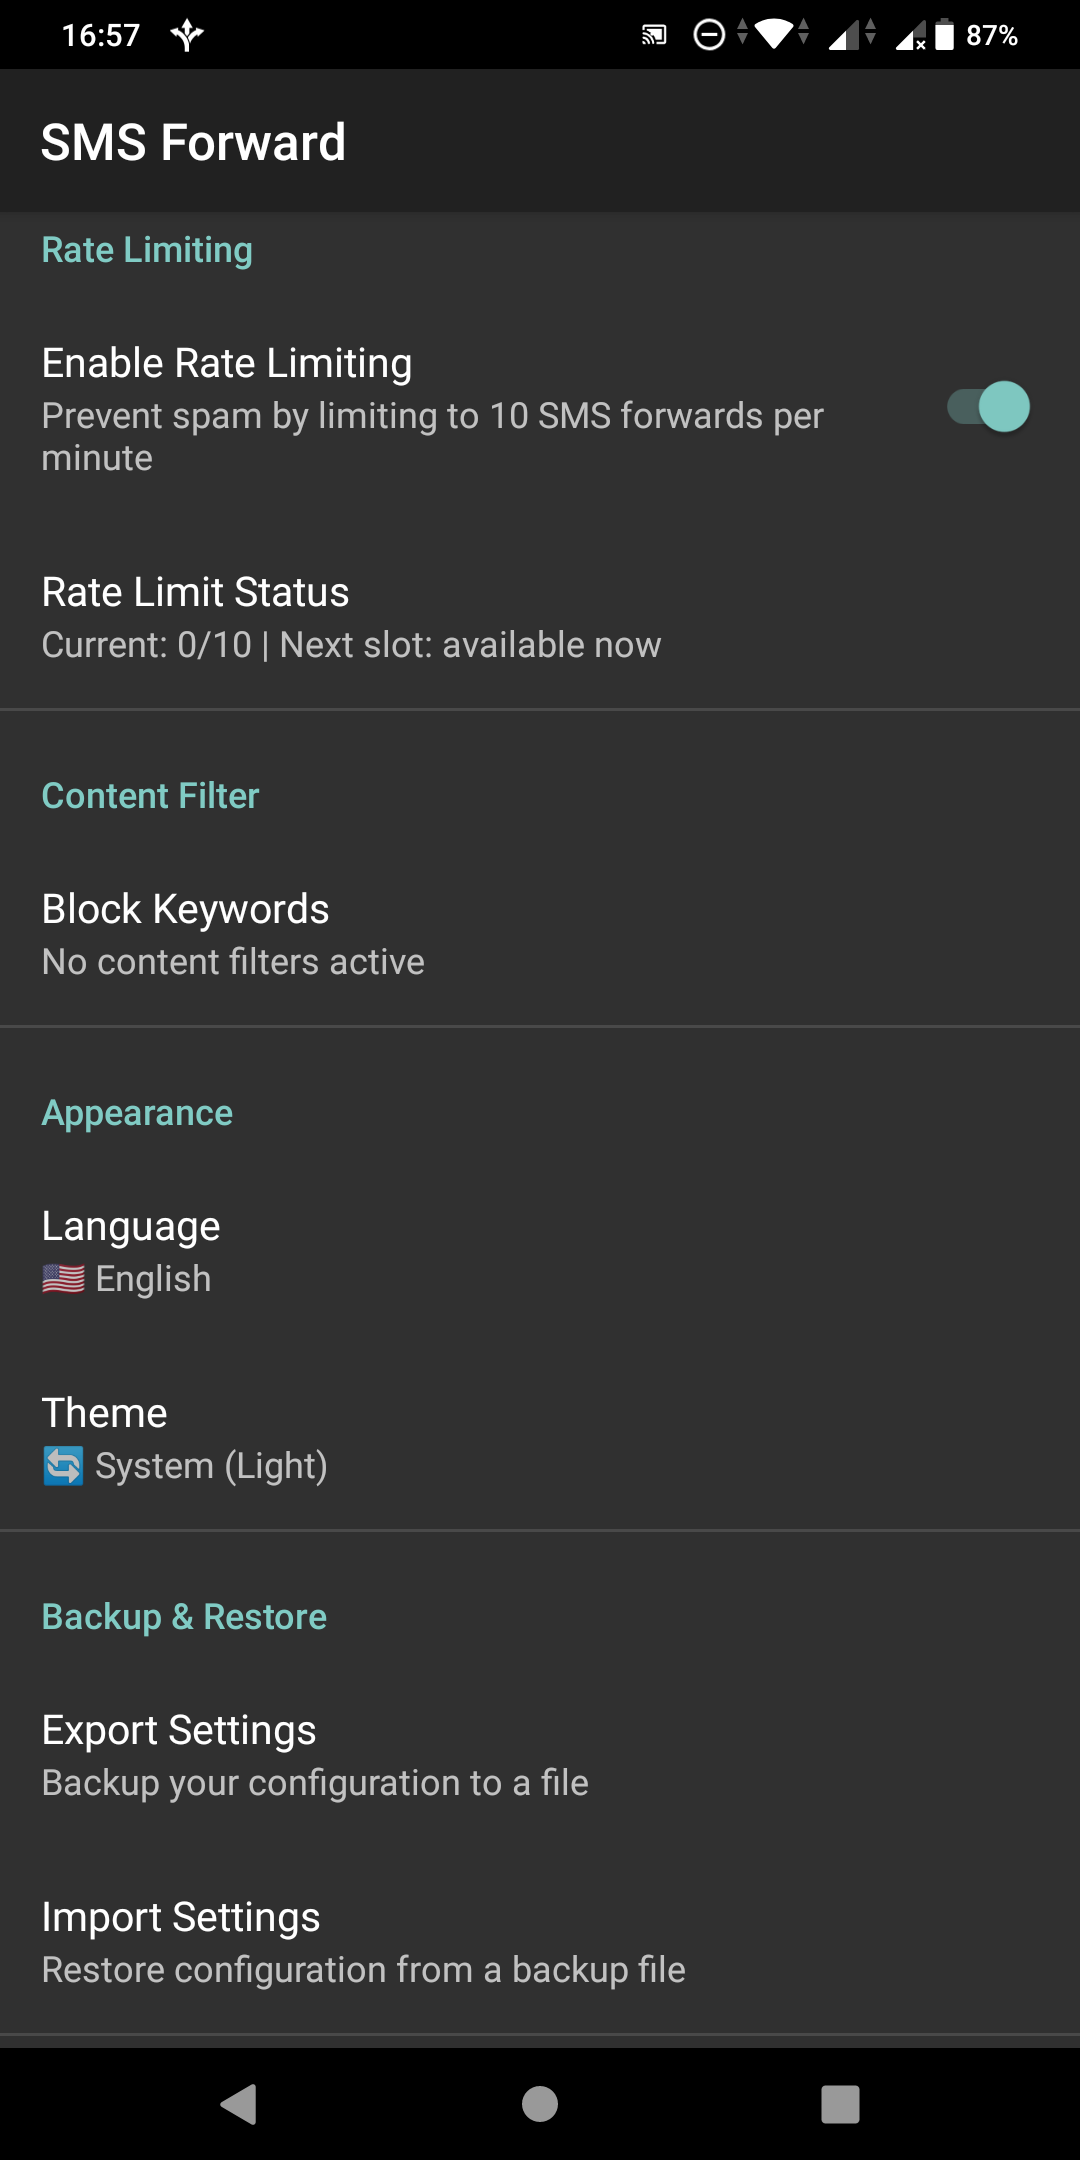 16:57
87%
SMS Forward
Rate Limiting
Enable Rate Limiting
Prevent spam by limiting to 10 SMS forwards per
minute
Rate Limit Status
Current: 0/10 | Next slot: available now
Content Filter
Block Keywords
No content filters active
Appearance
Language
🇺🇸 English
Theme
🔄 System (Light)
Backup & Restore
Export Settings
Backup your configuration to a file
Import Settings
Restore configuration from a backup file